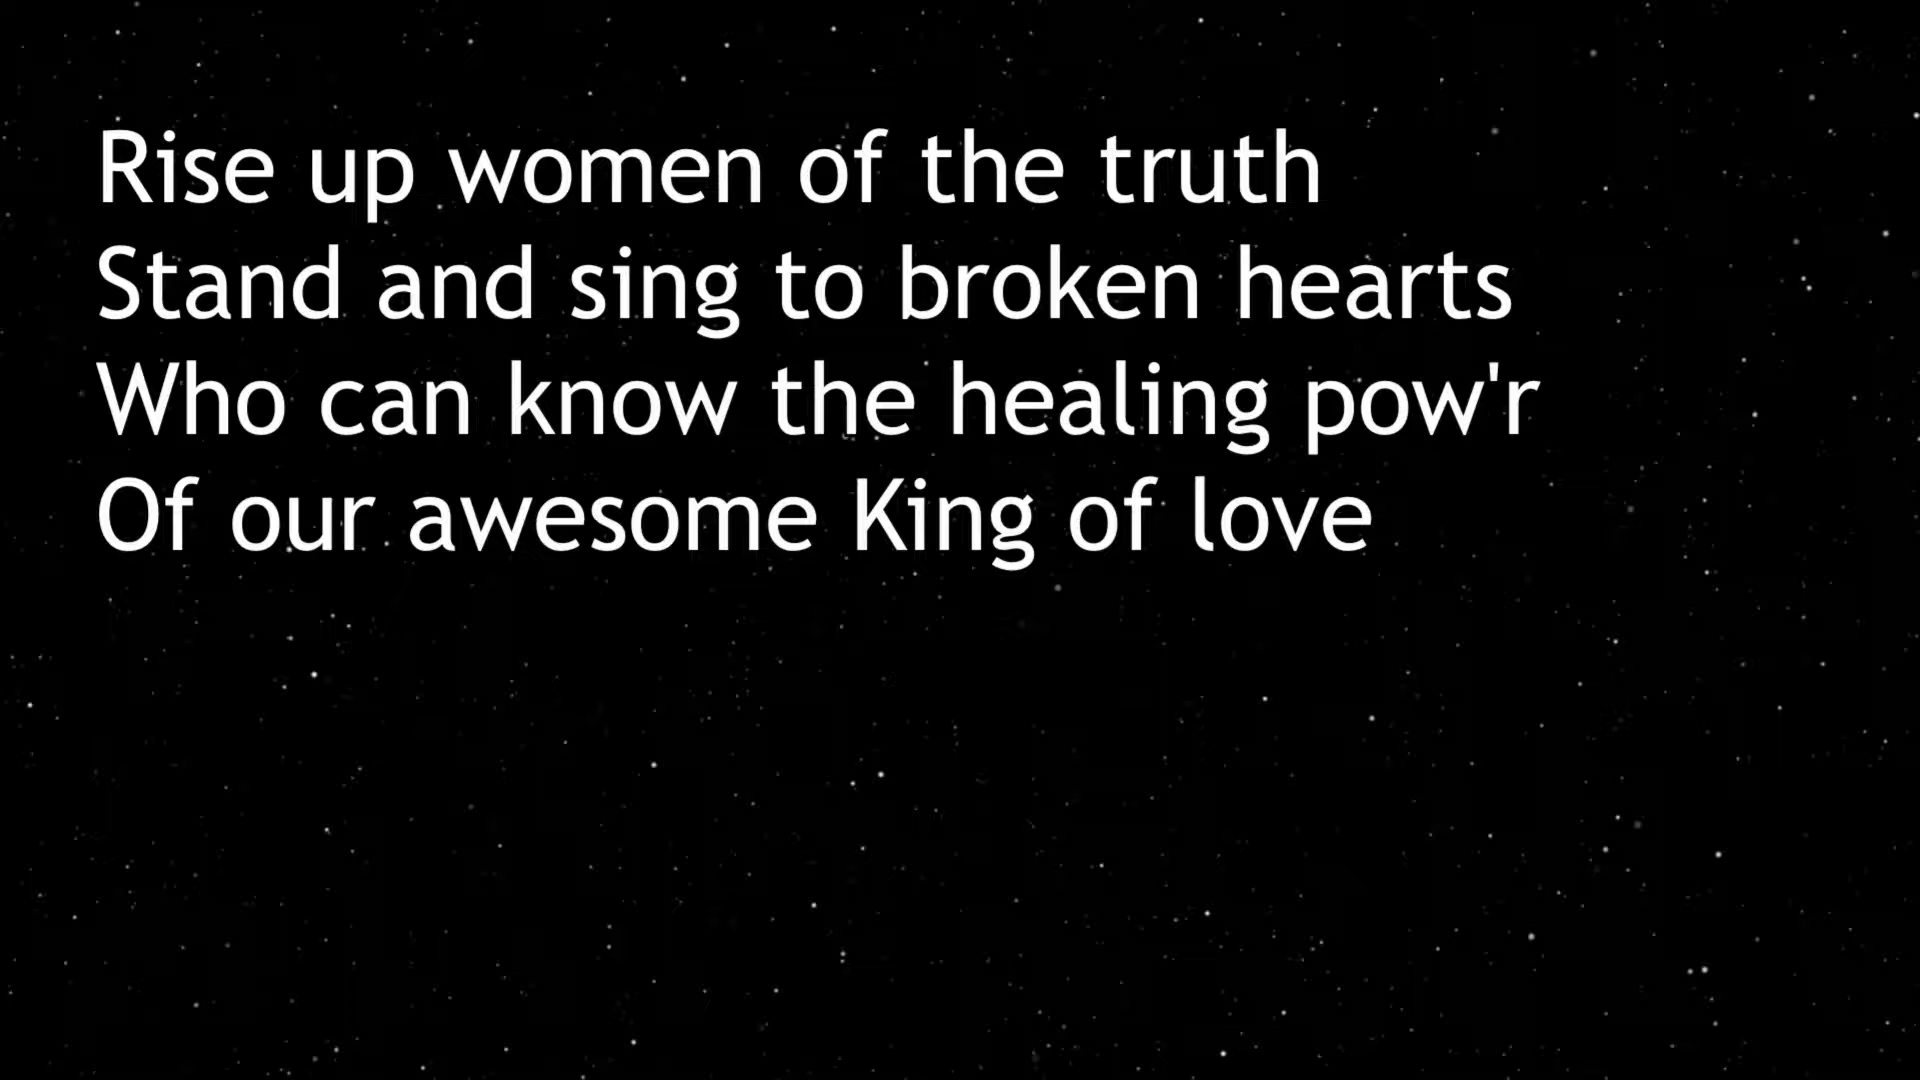 Rise up women of the truth
Stand and sing to broken hearts
Who can know the healing pow'r
Of our awesome King of love